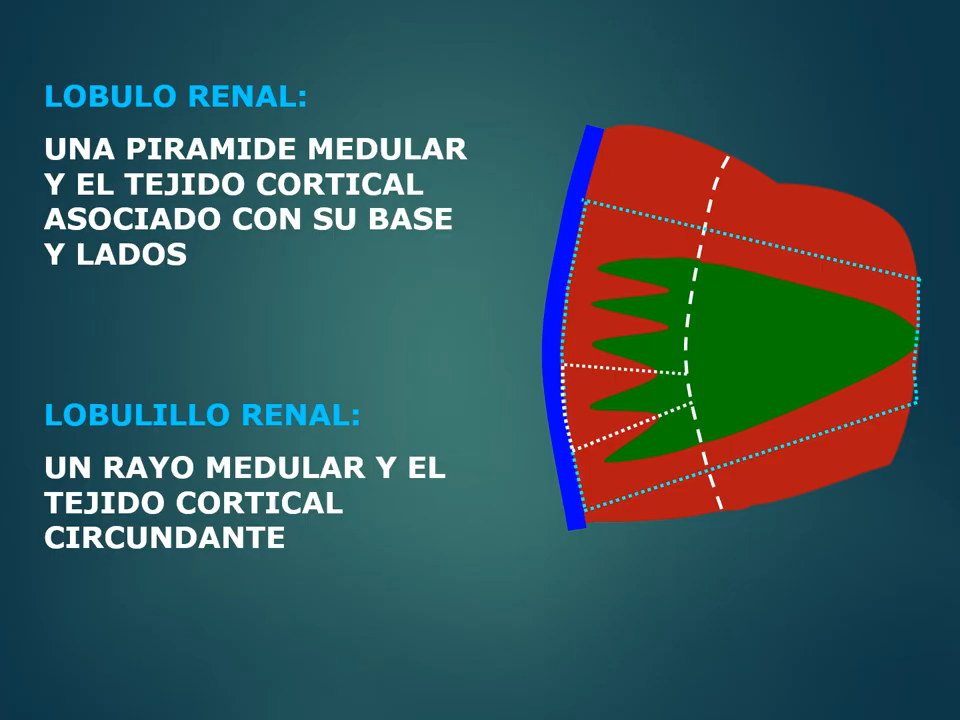 LOBULO RENAL:
UNA PIRAMIDE MEDULAR
Y EL TEJIDO CORTICAL
ASOCIADO CON SU BASE
Y LADOS
LOBULILLO RENAL:
UN RAYO MEDULAR Y EL
TEJIDO CORTICAL
CIRCUNDANTE